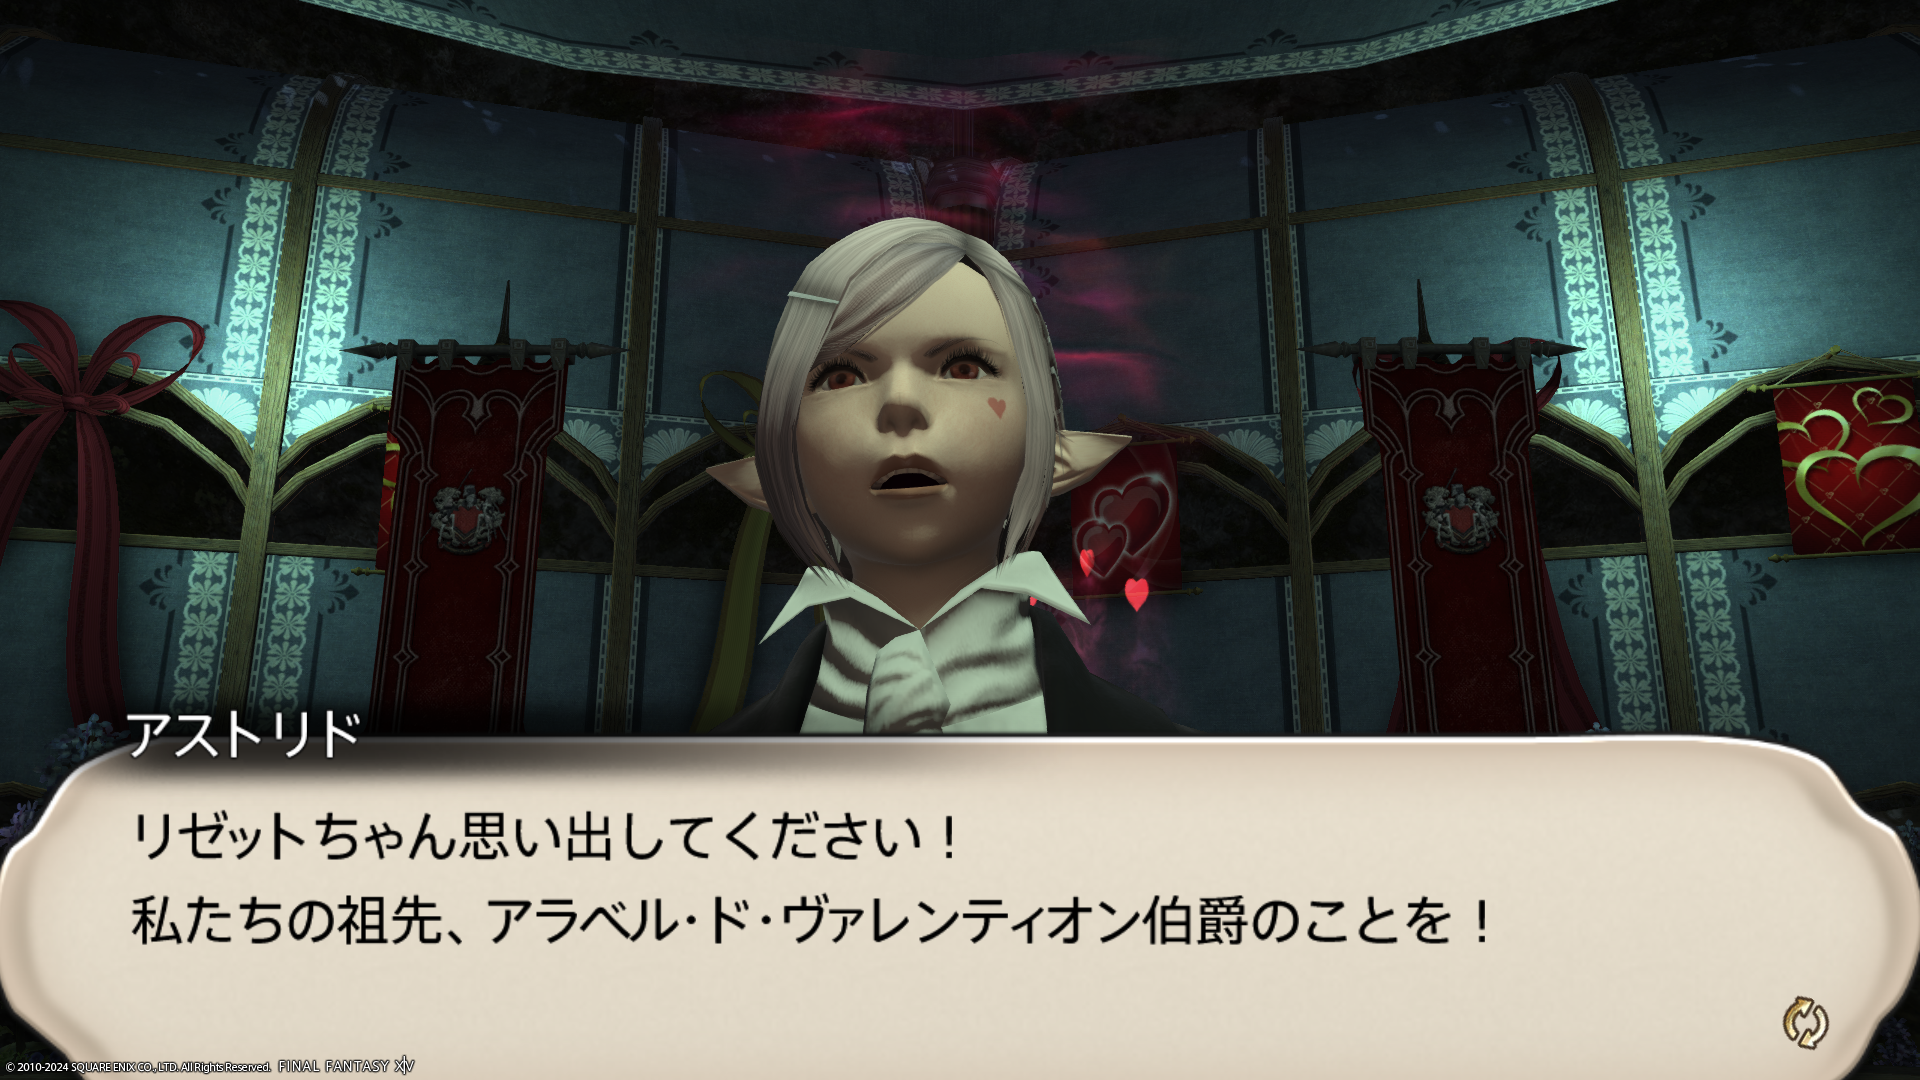 アストリド
リゼットちゃん思い出してください！
私たちの祖先、アラベル・ド・ヴァレンティオン伯爵のことを！
© 2010-2024 SQUARE ENIX CO., LTD. All Rights Reserved. FINAL FANTASY XIV